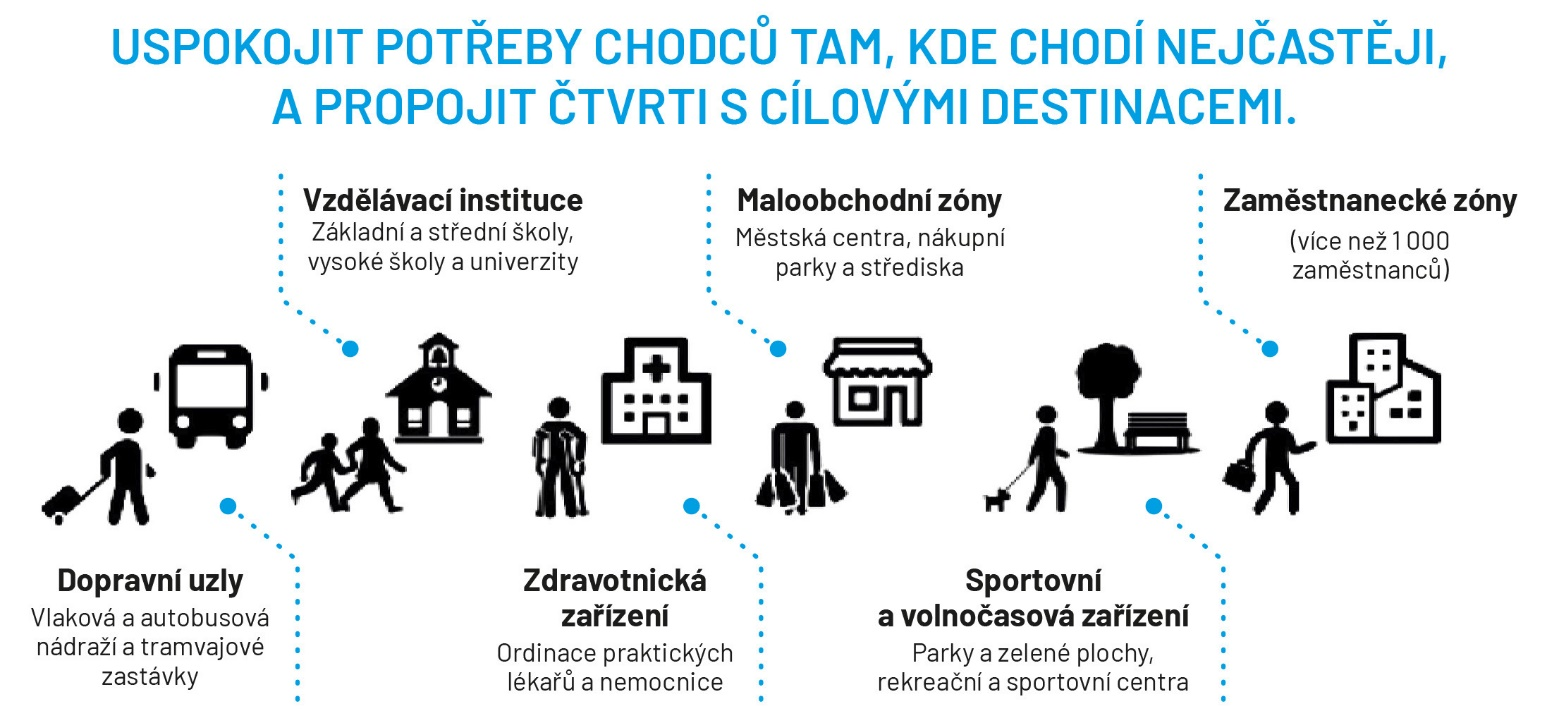 USPOKOJIT POTŘEBY CHODCŮ TAM, KDE CHODÍ NEJČASTĚJI,
A PROPOJIT ČTVRTI S CÍLOVÝMI DESTINACEMI.
Vzdělávací instituce
Základní a střední školy,
vysoké školy a univerzity
Maloobchodní zóny
Městská centra, nákupní
parky a střediska
Zaměstnanecké zóny
(více než 1 000
zaměstnanců)
Dopravní uzly
Vlaková a autobusová
nádraží a tramvajové
zastávky
Zdravotnická
zařízení
Ordinace praktických
lékařů a nemocnice
Sportovní
a volnočasová zařízení
Parky a zelené plochy,
rekreační a sportovní centra